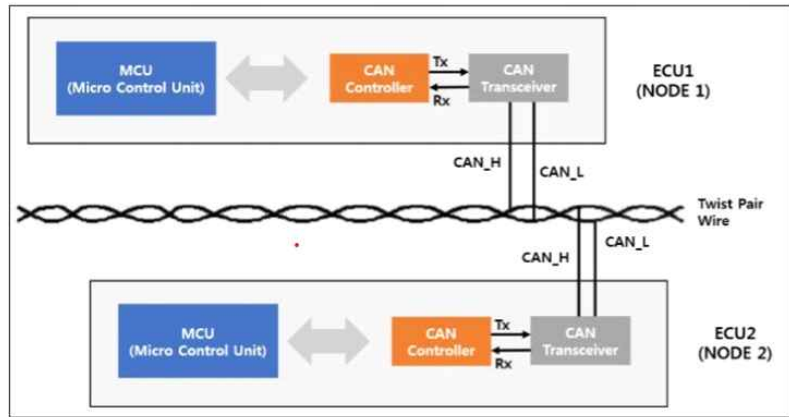 MCU
(Micro Control Unit)
CAN
Controller
Tx
Rx
CAN
Transceiver
ECU1
(NODE 1)
CAN_H
CAN_L
Twist Pair
Wire
CAN_H
CAN_L
MCU
(Micro Control Unit)
CAN
Controller
Tx
Rx
CAN
Transceiver
ECU2
(NODE 2)